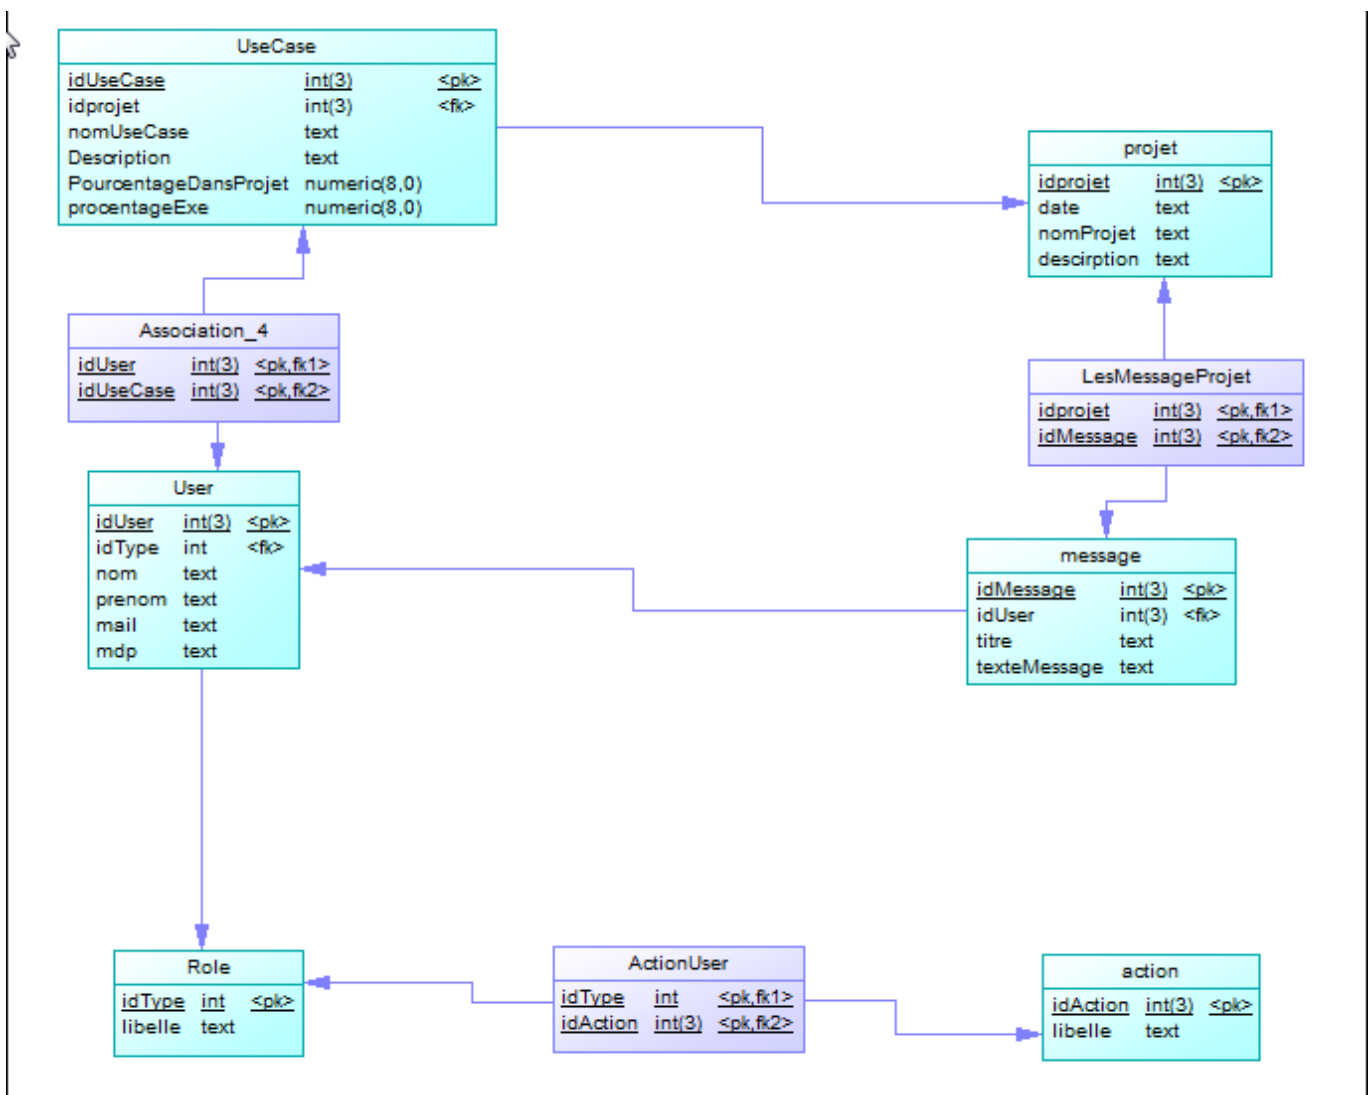 UseCase
idUseCase int(3) <pk>
idprojet int(3) <fk>
nomUseCase text
Description text
PourcentageDansProjet numeric(8,0)
procentageExe numeric(8,0)
projet
idprojet int(3) <pk>
date text
nomProjet text
descirption text
Association_4
idUser int(3) <pk,fk1>
idUseCase int(3) <pk,fk2>
LesMessageProjet
idprojet int(3) <pk,fk1>
idMessage int(3) <pk,fk2>
User
idUser int(3) <pk>
idType int <fk>
nom text
prenom text
mail text
mdp text
message
idMessage int(3) <pk>
idUser int(3) <fk>
titre text
texteMessage text
Role
idType int <pk>
libelle text
ActionUser
idType int <pk,fk1>
idAction int(3) <pk,fk2>
action
idAction int(3) <pk>
libelle text